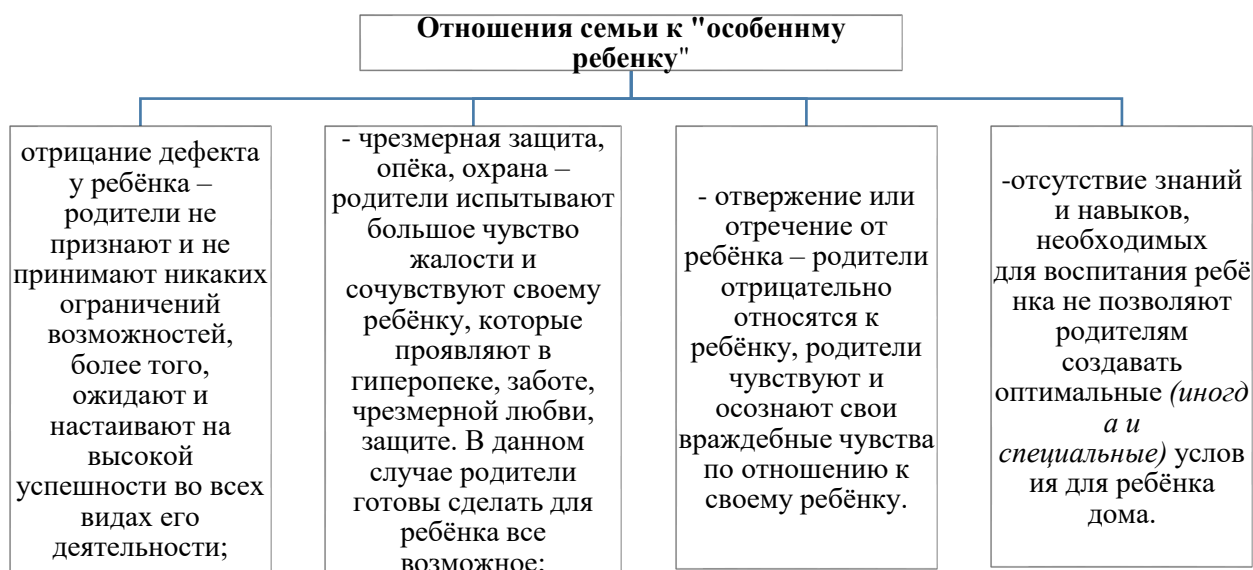 Отношения семьи к "особеннму
ребенку"
отрицание дефекта
у ребёнка –
родители не
признают и не
принимают никаких
ограничений
возможностей,
более того,
ожидают и
настаивают на
высокой
успешности во всех
видах его
деятельности;
- чрезмерная защита,
опёка, охрана –
родители испытывают
большое чувство
жалости и
сочувствуют своему
ребёнку, которые
проявляют в
гиперопеке, заботе,
чрезмерной любви,
защите. В данном
случае родители
готовы сделать для
ребёнка все
возможное;
- отвержение или
отречение от
ребёнка – родители
отрицательно
относятся к
ребёнку, родители
чувствуют и
осознают свои
враждебные чувства
по отношению к
своему ребёнку.
-отсутствие знаний
и навыков,
необходимых
для воспитания ребё
нка не позволяют
родителям
создавать
оптимальные (иногд
а и
специальные) услов
ия для ребёнка
дома.